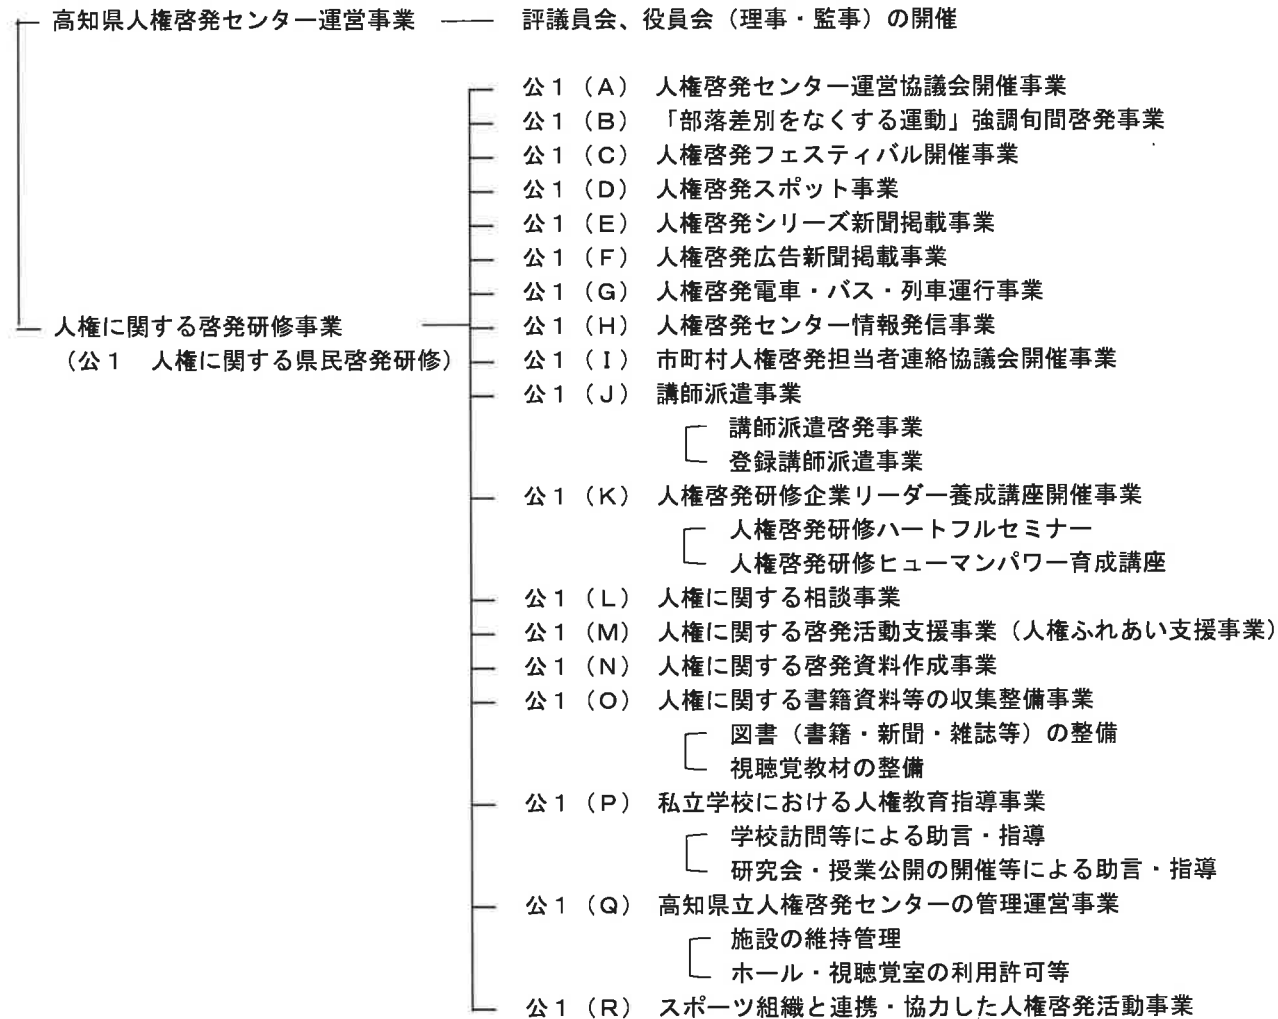 高知県人権啓発センター運営事業 評議員会、役員会（理事・監事）の開催
公１（A） 人権啓発センター運営協議会開催事業
公１（B） 「部落差別をなくする運動」強調旬間啓発事業
公１（C） 人権啓発フェスティバル開催事業
公１（D） 人権啓発スポット事業
公１（E） 人権啓発シリーズ新聞掲載事業
公１（F） 人権啓発広告新聞掲載事業
公１（G） 人権啓発電車・バス・列車運行事業
人権に関する啓発研修事業 公１（H） 人権啓発センター情報発信事業
（公１　人権に関する県民啓発研修） 公１（I） 市町村人権啓発担当者連絡協議会開催事業
公１（J） 講師派遣事業
講師派遣啓発事業
登録講師派遣事業
公１（K） 人権啓発研修企業リーダー養成講座開催事業
人権啓発研修ハートフルセミナー
人権啓発研修ヒューマンパワー育成講座
公１（L） 人権に関する相談事業
公１（M） 人権に関する啓発活動支援事業（人権ふれあい支援事業）
公１（N） 人権に関する啓発資料作成事業
公１（O） 人権に関する書籍資料等の収集整備事業
図書（書籍・新聞・雑誌等）の整備
視聴覚教材の整備
公１（P） 私立学校における人権教育指導事業
学校訪問等による助言・指導
研究会・授業公開の開催等による助言・指導
公１（Q） 高知県立人権啓発センターの管理運営事業
施設の維持管理
ホール・視聴覚室の利用許可等
公１（R） スポーツ組織と連携・協力した人権啓発活動事業